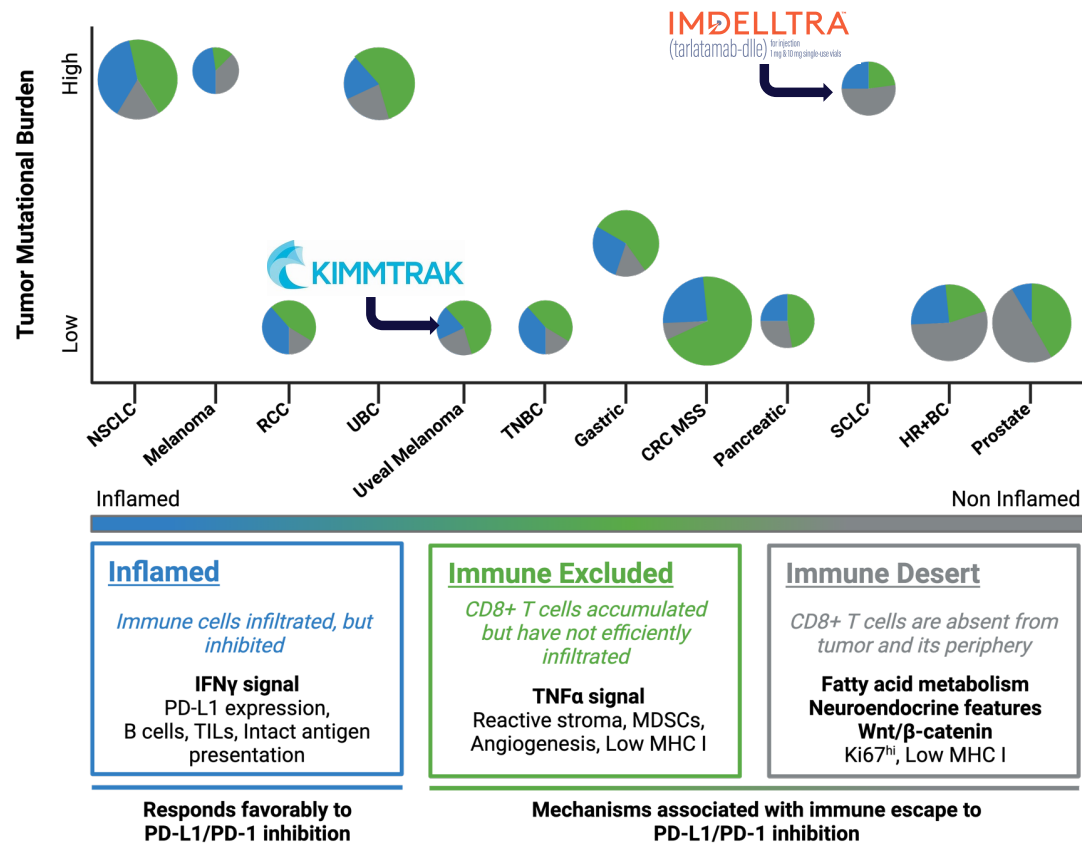 IMDELLTRA
(tarlatamab-dlle) for injection
1 mg & 10 mg single-use vials
Tumor Mutational Burden
High
Low
KIMMTRAK
NSCLC
Melanoma
RCC
UBC
Uveal Melanoma
TNBC
Gastric
CRC MSS
Pancreatic
SCLC
HR+BC
Prostate
Inflamed
Non Inflamed
Inflamed
Immune cells infiltrated, but
inhibited
IFNγ signal
PD-L1 expression,
B cells, TILs, Intact antigen
presentation
Immune Excluded
CD8+ T cells accumulated
but have not efficiently
infiltrated
TNFα signal
Reactive stroma, MDSCs,
Angiogenesis, Low MHC I
Immune Desert
CD8+ T cells are absent from
tumor and its periphery
Fatty acid metabolism
Neuroendocrine features
Wnt/β-catenin
Ki67hi, Low MHC I
Responds favorably to
PD-L1/PD-1 inhibition
Mechanisms associated with immune escape to
PD-L1/PD-1 inhibition